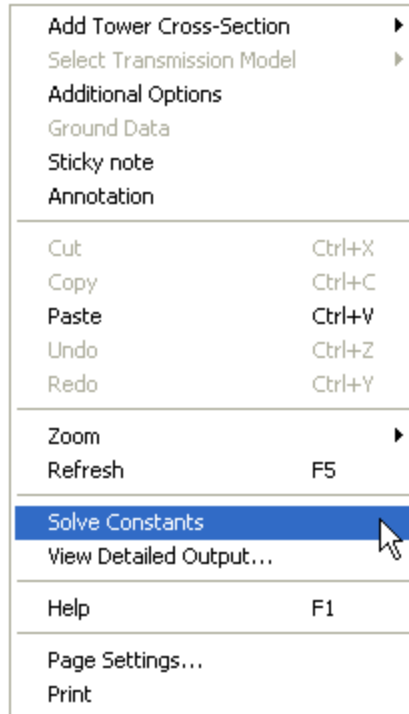 Add Tower Cross-Section
Select Transmission Model
Additional Options
Ground Data
Sticky note
Annotation
Cut Ctrl+X
Copy Ctrl+C
Paste Ctrl+V
Undo Ctrl+Z
Redo Ctrl+Y
Zoom
Refresh F5
Solve Constants
View Detailed Output...
Help F1
Page Settings...
Print